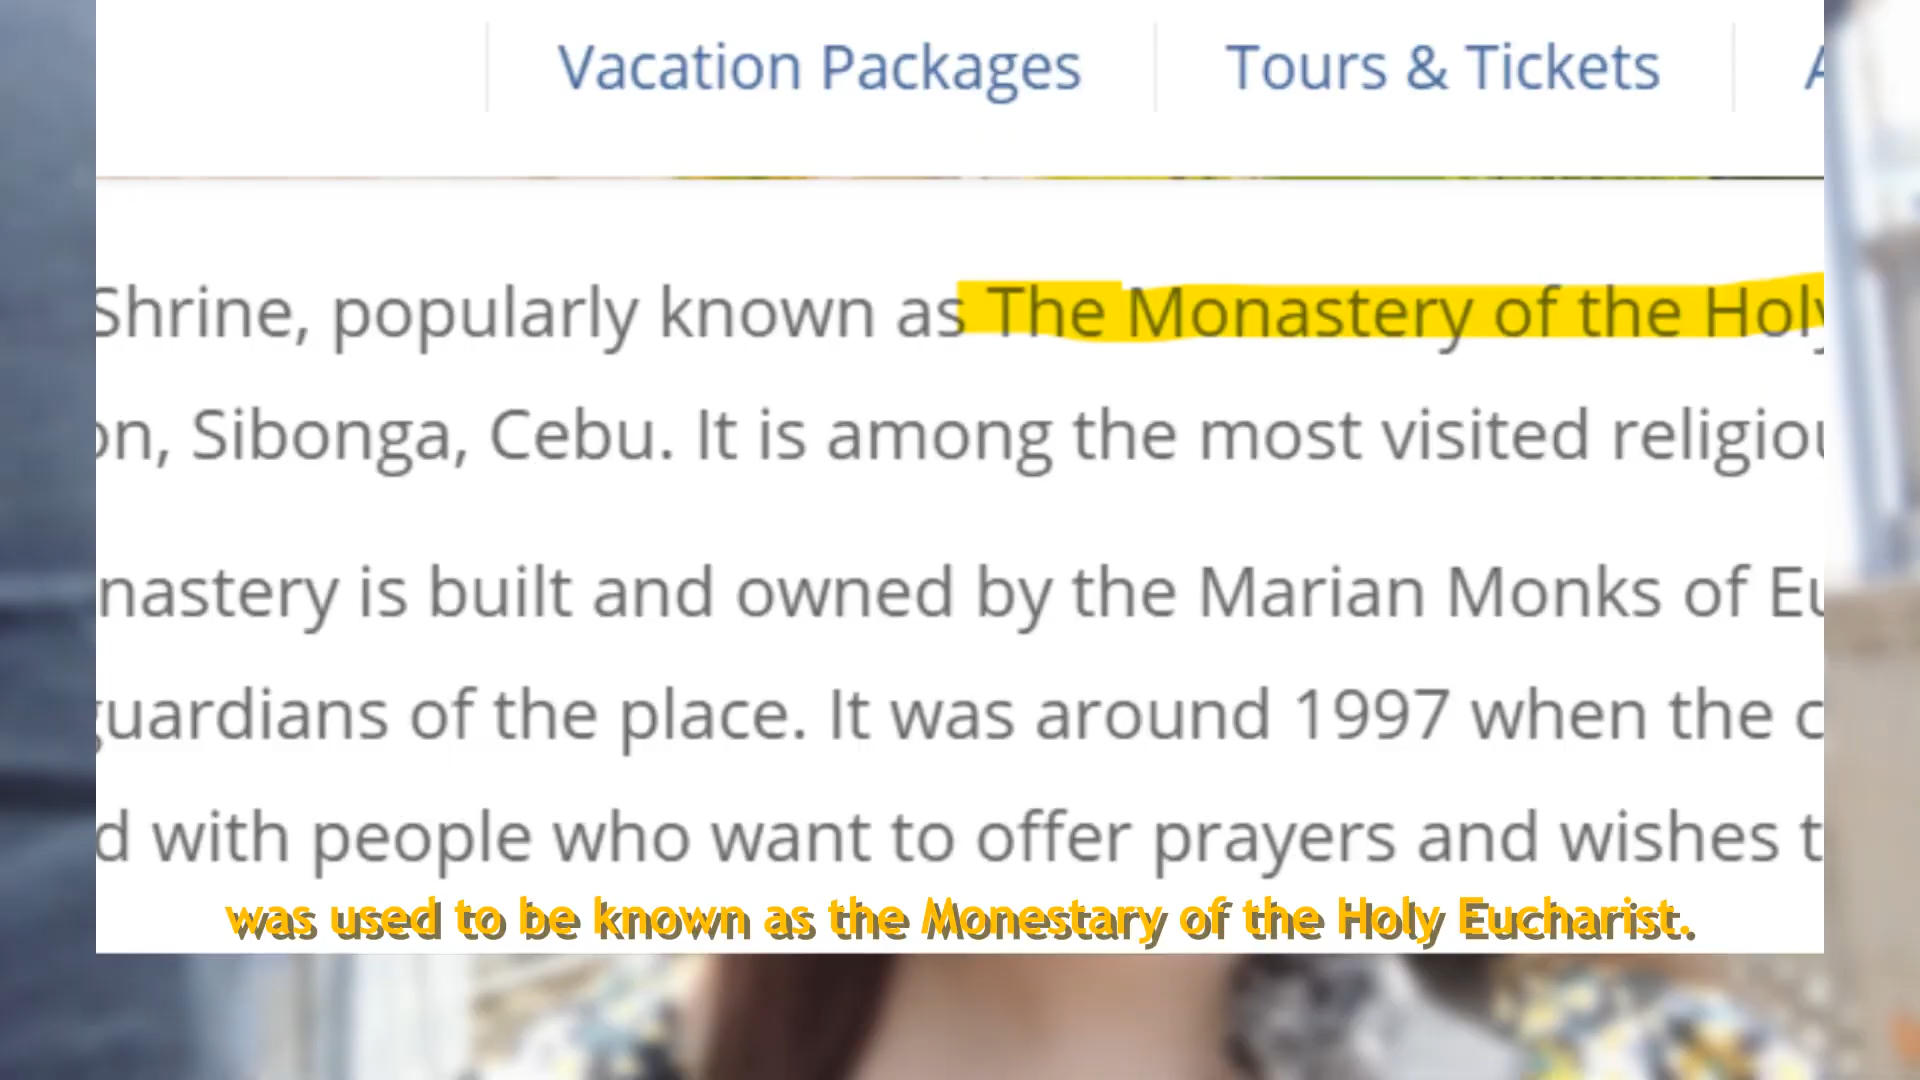 Vacation Packages Tours & Tickets
Shrine, popularly known as The Monastery of the Holy
on, Sibonga, Cebu. It is among the most visited religiou
nastery is built and owned by the Marian Monks of Eu
guardians of the place. It was around 1997 when the c
d with people who want to offer prayers and wishes t
was used to be known as the Monestary of the Holy Eucharist.